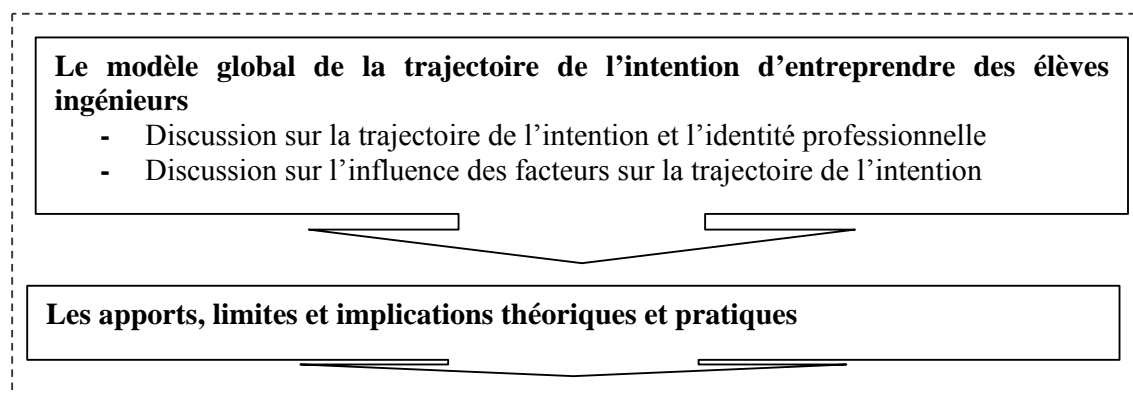 Le modèle global de la trajectoire de l’intention d’entreprendre des élèves
ingénieurs
- Discussion sur la trajectoire de l’intention et l’identité professionnelle
- Discussion sur l’influence des facteurs sur la trajectoire de l’intention
Les apports, limites et implications théoriques et pratiques